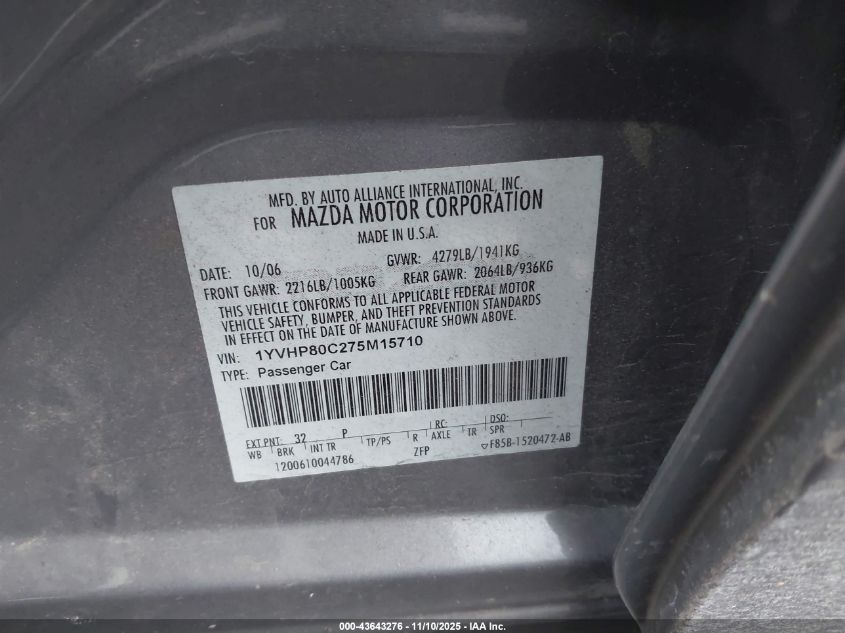 MFD. BY AUTO ALLIANCE INTERNATIONAL, INC.
FOR MAZDA MOTOR CORPORATION
MADE IN U.S.A.
DATE: 10/06 GVWR: 4279LB/1941KG
FRONT GAWR: 2216LB/1005KG REAR GAWR: 2064LB/936KG
THIS VEHICLE CONFORMS TO ALL APPLICABLE FEDERAL MOTOR
VEHICLE SAFETY, BUMPER, AND THEFT PREVENTION STANDARDS
IN EFFECT ON THE DATE OF MANUFACTURE SHOWN ABOVE.
VIN: 1YVHP80C275M15710
TYPE: Passenger Car
EXT PNT: 32 P RC: DSO:
WB BRK INT TR TP/PS R AXLE TR SPR
1200610044786 ZFP F85B-1520472-AB
000-43643276 - 11/10/2025 - IAA Inc.